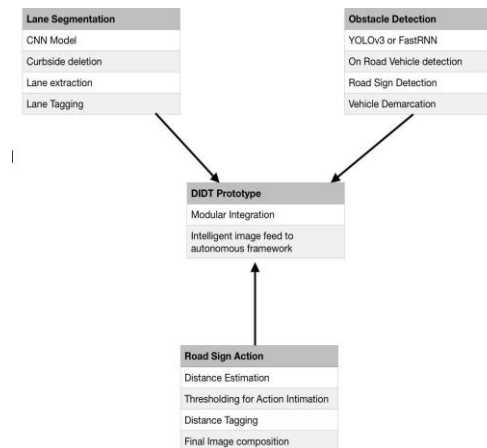 Lane Segmentation
CNN Model
Curbside deletion
Lane extraction
Lane Tagging
Obstacle Detection
YOLOv3 or FastRNN
On Road Vehicle detection
Road Sign Detection
Vehicle Demarcation
DIDT Prototype
Modular Integration
Intelligent image feed to
autonomous framework
Road Sign Action
Distance Estimation
Thresholding for Action Intimation
Distance Tagging
Final Image composition